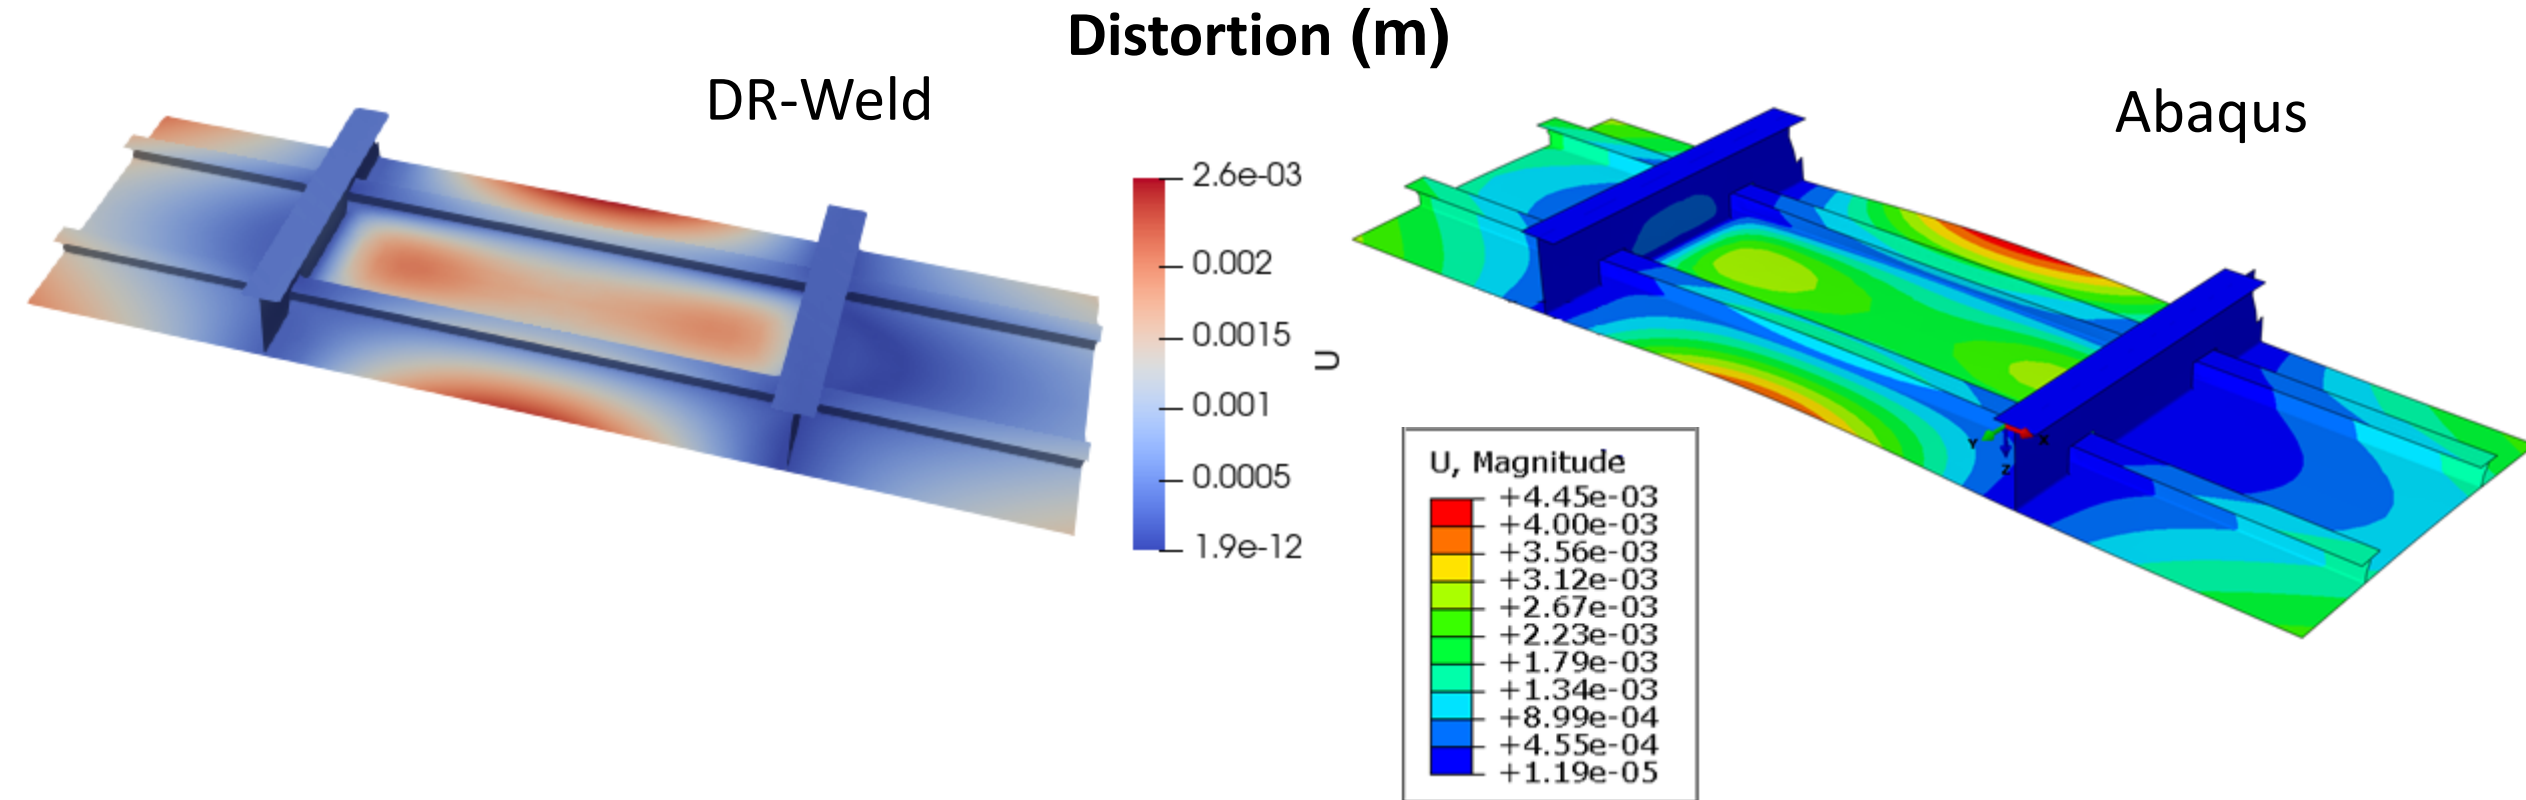 Distortion (m)
DR-Weld
Abaqus
2.6e-03
0.002
0.0015
0.001
0.0005
1.9e-12
U
U, Magnitude
+4.45e-03
+4.00e-03
+3.56e-03
+3.12e-03
+2.67e-03
+2.23e-03
+1.79e-03
+1.34e-03
+8.99e-04
+4.55e-04
+1.19e-05
Y
X
Z